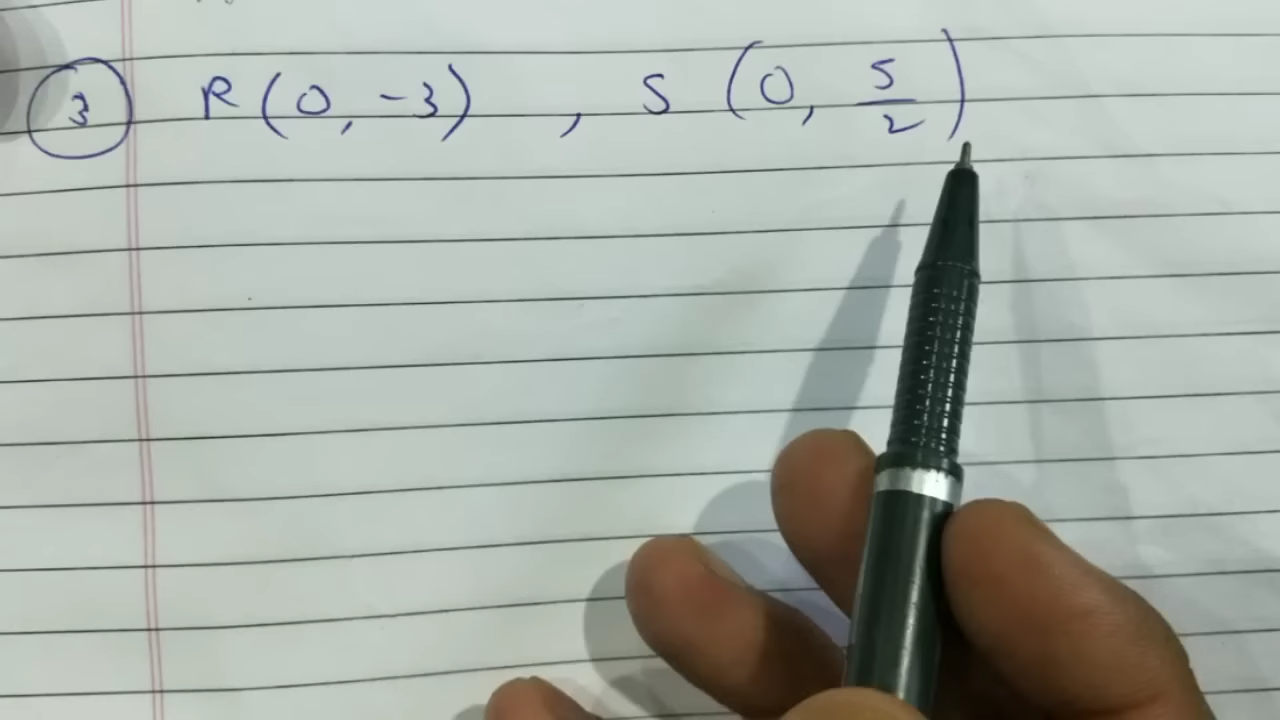 3 R (0, -3) , S (0, 5/2)